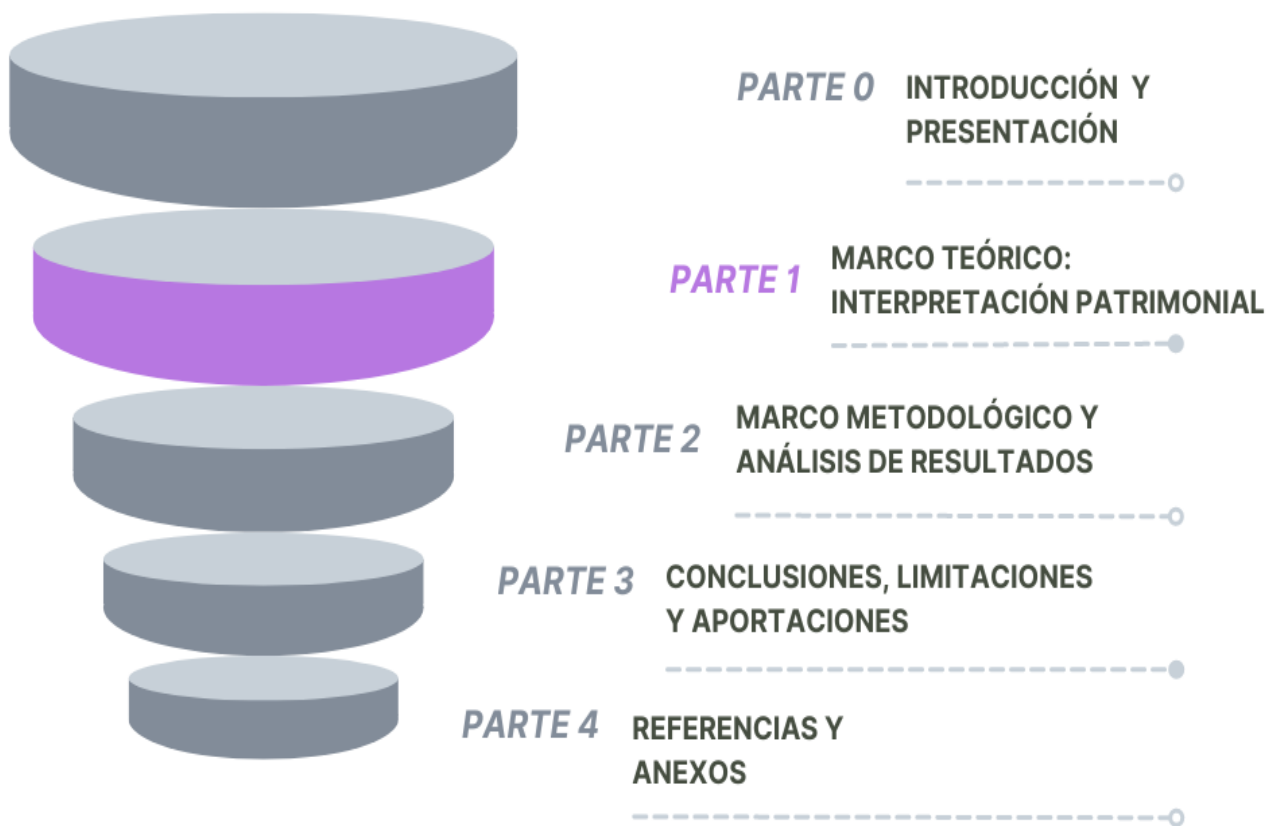 PARTE 0
INTRODUCCIÓN Y
PRESENTACIÓN
PARTE 1
MARCO TEÓRICO:
INTERPRETACIÓN PATRIMONIAL
PARTE 2
MARCO METODOLÓGICO Y
ANÁLISIS DE RESULTADOS
PARTE 3
CONCLUSIONES, LIMITACIONES
Y APORTACIONES
PARTE 4
REFERENCIAS Y
ANEXOS